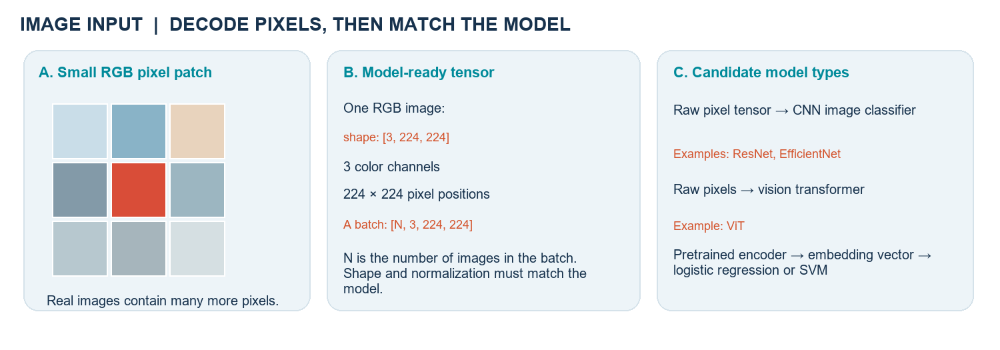 IMAGE INPUT | DECODE PIXELS, THEN MATCH THE MODEL
A. Small RGB pixel patch
Real images contain many more pixels.
B. Model-ready tensor
One RGB image:
shape: [3, 224, 224]
3 color channels
224 × 224 pixel positions
A batch: [N, 3, 224, 224]
N is the number of images in the batch.
Shape and normalization must match the
model.
C. Candidate model types
Raw pixel tensor → CNN image classifier
Examples: ResNet, EfficientNet
Raw pixels → vision transformer
Example: ViT
Pretrained encoder → embedding vector →
logistic regression or SVM